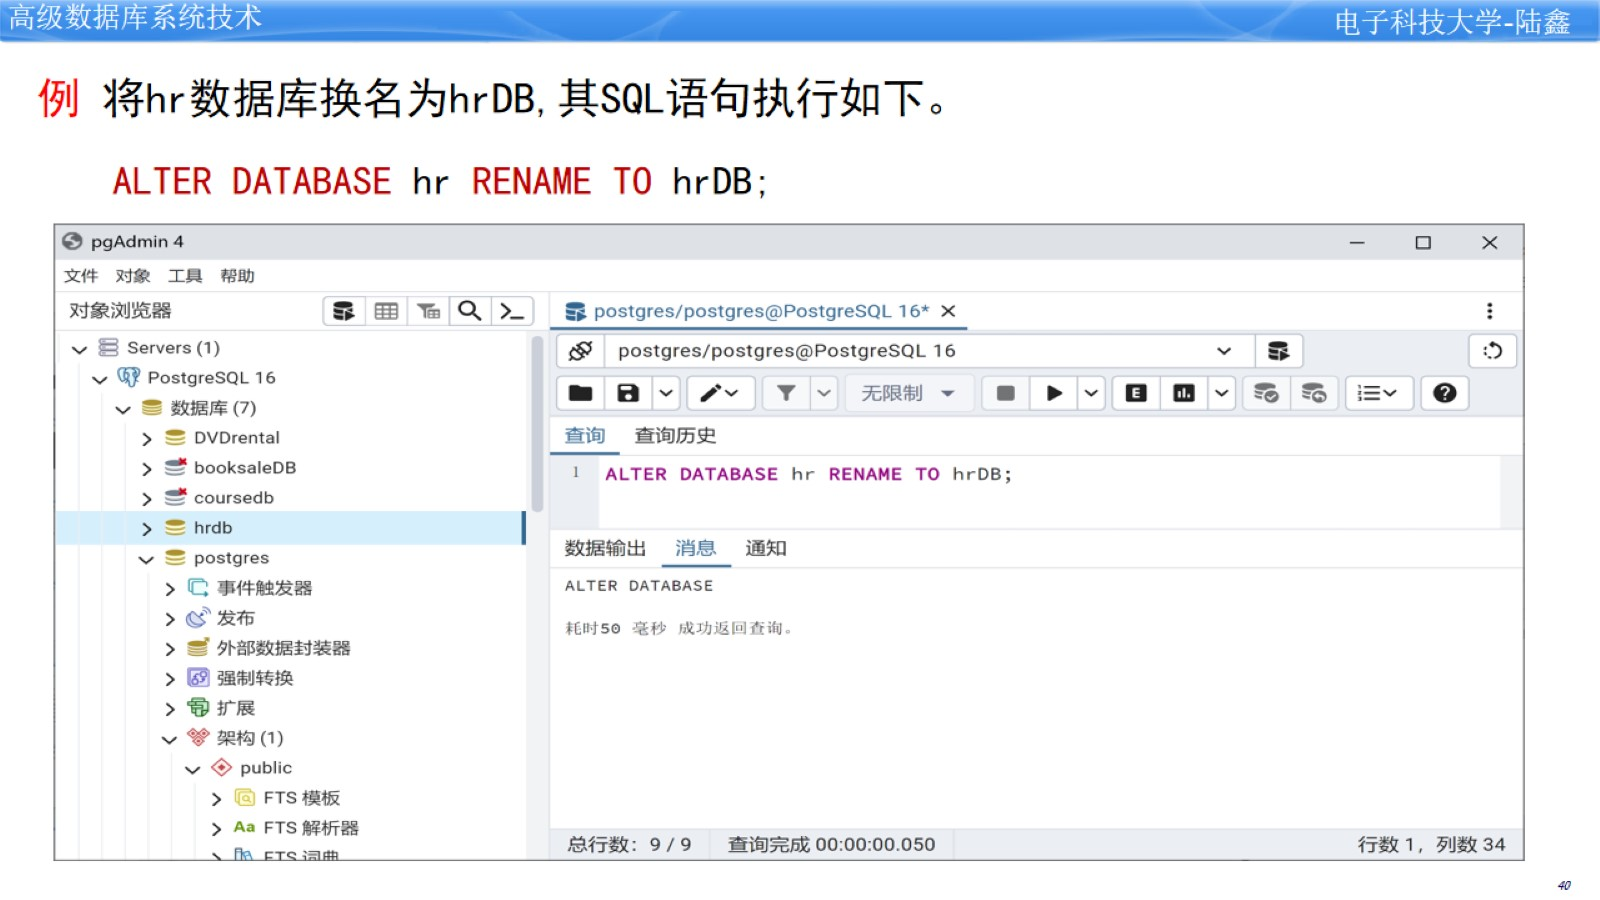 高级数据库系统技术
电子科技大学-陆鑫
例 将hr数据库换名为hrDB,其SQL语句执行如下。
ALTER DATABASE hr RENAME TO hrDB;
pgAdmin 4
文件 对象 工具 帮助
对象浏览器
postgres/postgres@PostgreSQL 16*
Servers (1)
postgres/postgres@PostgreSQL 16
PostgreSQL 16
无限制
数据库 (7)
查询 查询历史
DVDrental
booksaleDB
1 ALTER DATABASE hr RENAME TO hrDB;
coursedb
hrdb
数据输出 消息 通知
postgres
ALTER DATABASE
事件触发器
发布
耗时50 毫秒 成功返回查询。
外部数据封装器
强制转换
扩展
架构 (1)
public
FTS 模板
Aa FTS 解析器
FTS 词典
总行数: 9 / 9 查询完成 00:00:00.050 行数 1, 列数 34
40